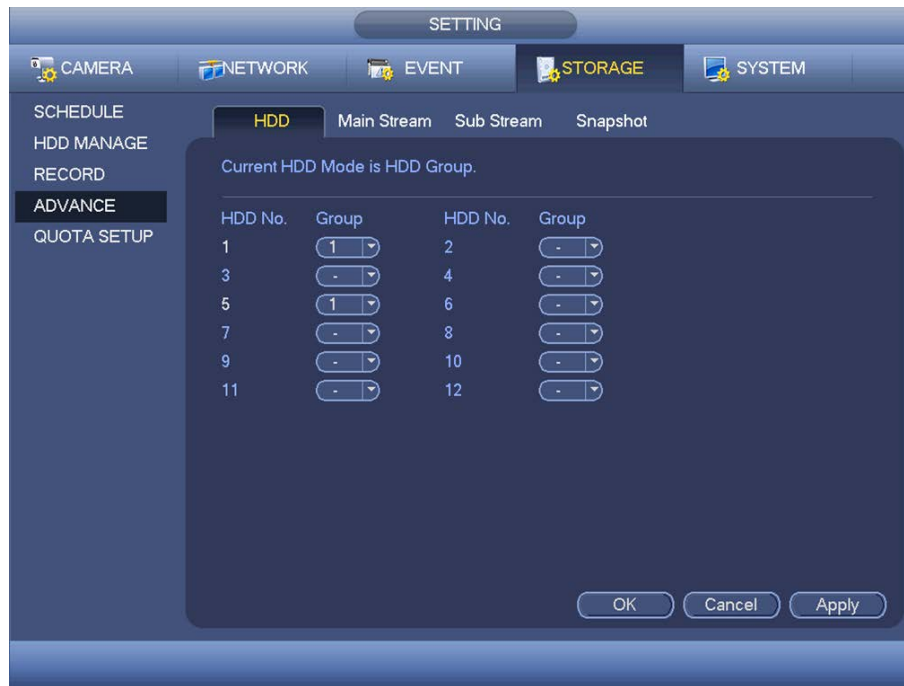 SETTING
CAMERA NETWORK EVENT STORAGE SYSTEM
SCHEDULE
HDD MANAGE
RECORD
ADVANCE
QUOTA SETUP
HDD Main Stream Sub Stream Snapshot
Current HDD Mode is HDD Group.
HDD No. Group HDD No. Group
1 1 2 -
3 - 4 -
5 1 6 -
7 - 8 -
9 - 10 -
11 - 12 -
OK Cancel Apply